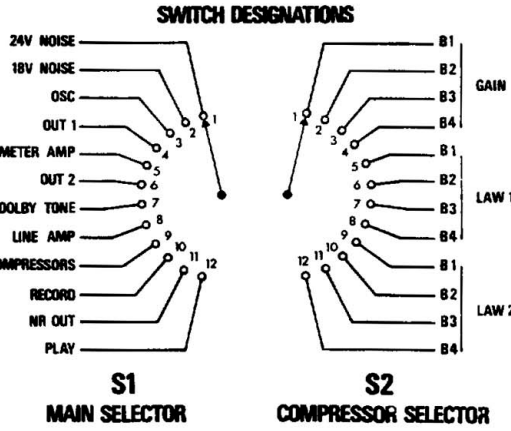 SWITCH DESIGNATIONS
24V NOISE
18V NOISE
OSC
OUT 1
METER AMP
OUT 2
DOLBY TONE
LINE AMP
COMPRESSORS
RECORD
NR OUT
PLAY
1
2
3
4
5
6
7
8
9
10
11
12
S1
MAIN SELECTOR
1
2
3
4
5
6
7
8
9
10
11
12
B1
B2
B3
B4
GAIN
B1
B2
B3
B4
LAW 1
B1
B2
B3
B4
LAW 2
S2
COMPRESSOR SELECTOR